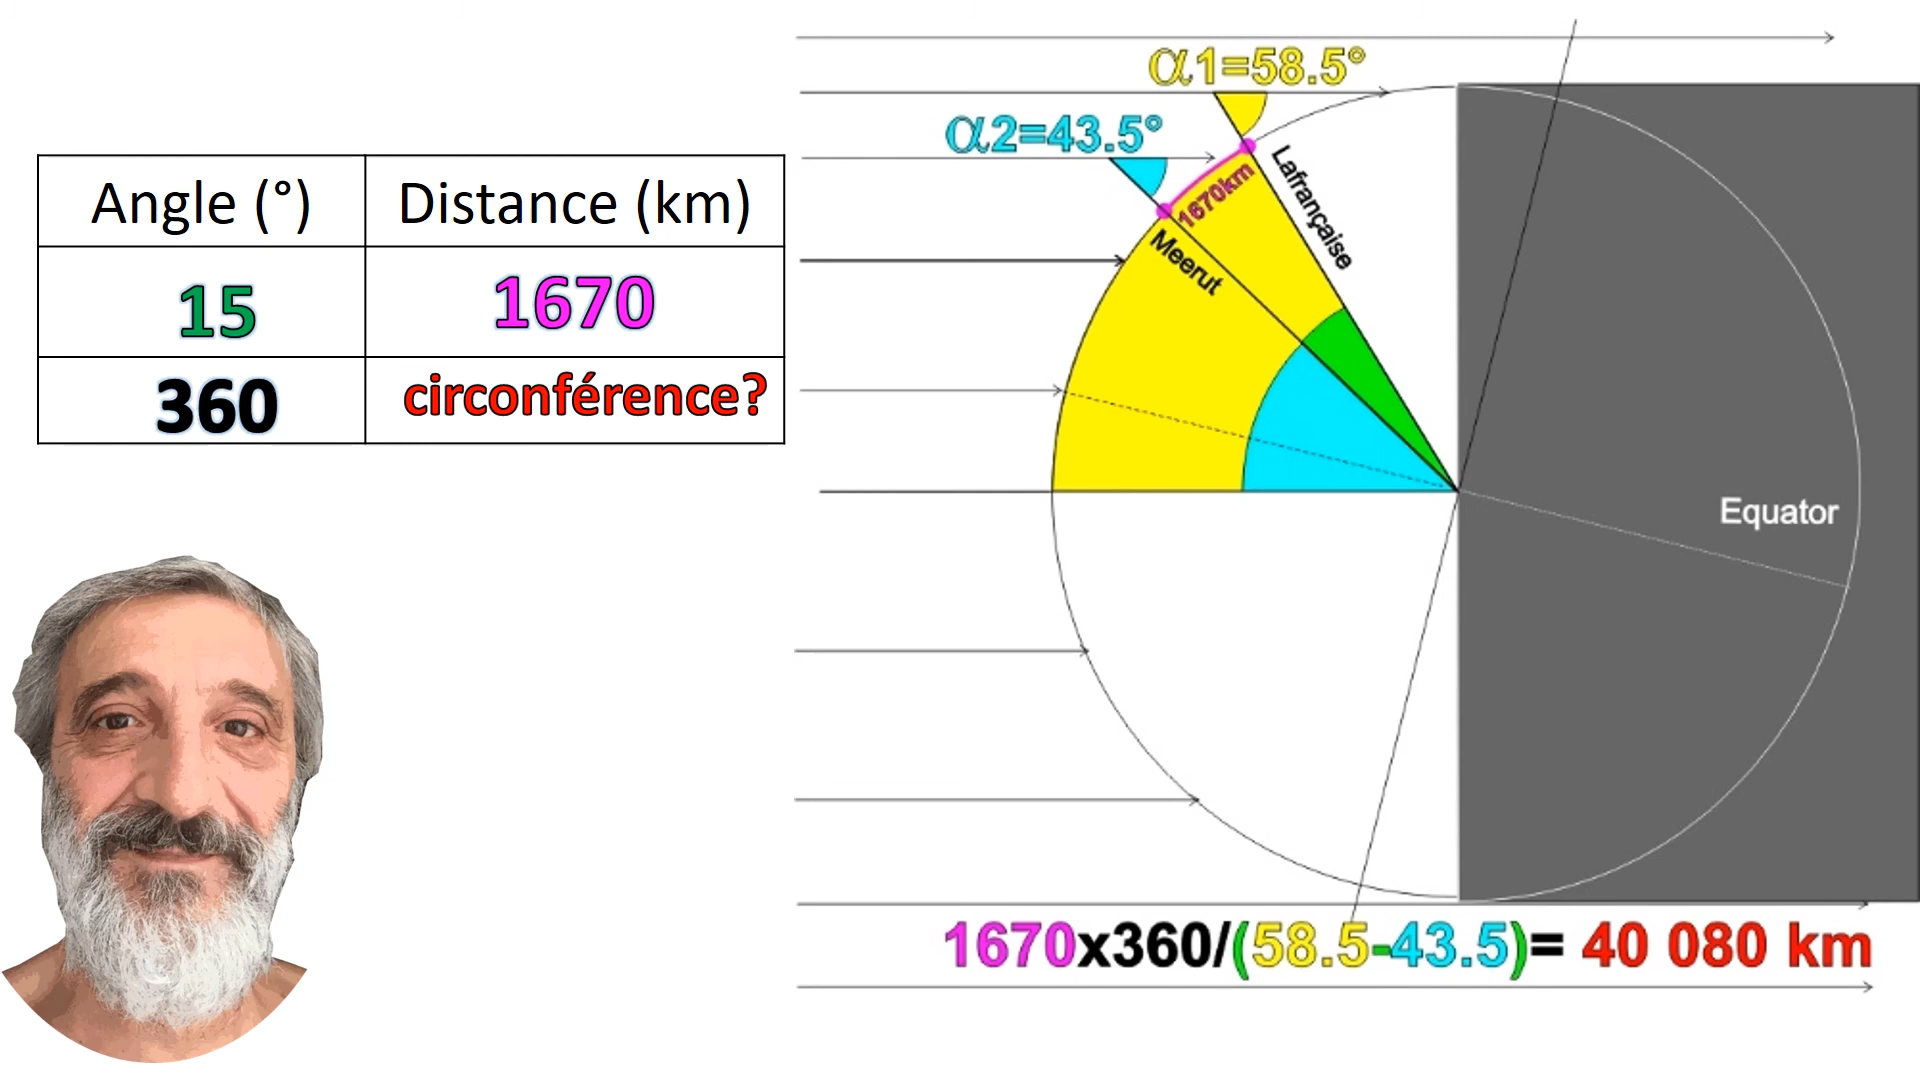 α1=58.5°
α2=43.5°
Angle (°) Distance (km)
15 1670
360 circonférence?
1670km
Lafrançaise
Meerut
Equator
1670x360/(58.5-43.5)= 40 080 km